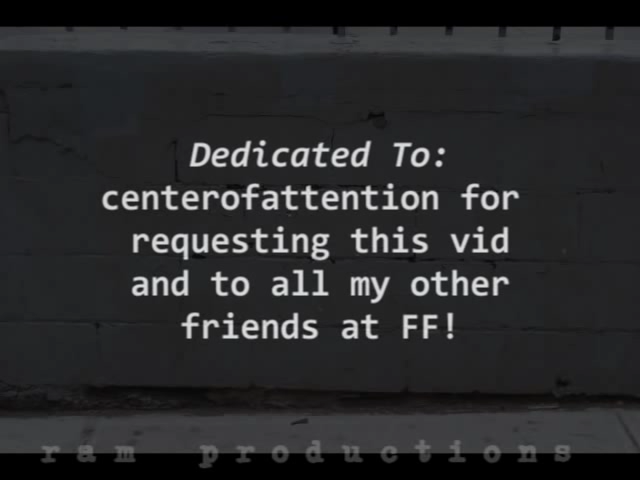 Dedicated To:
centerofattention for
requesting this vid
and to all my other
friends at FF!
ram productions